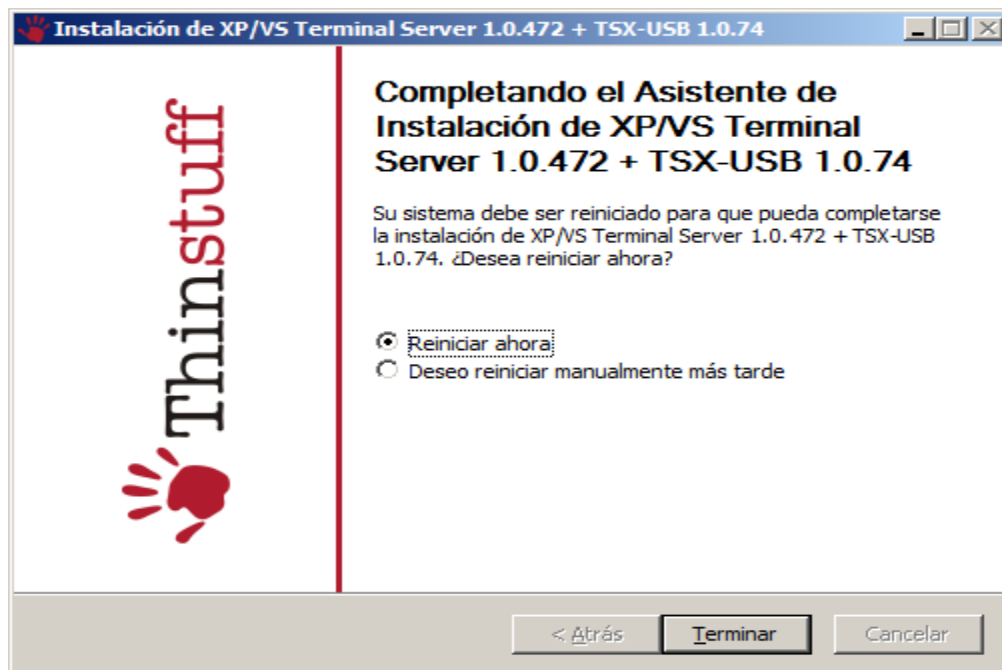 Instalación de XP/VS Terminal Server 1.0.472 + TSX-USB 1.0.74
Thinstuff
Completando el Asistente de
Instalación de XP/VS Terminal
Server 1.0.472 + TSX-USB 1.0.74
Su sistema debe ser reiniciado para que pueda completarse
la instalación de XP/VS Terminal Server 1.0.472 + TSX-USB
1.0.74. ¿Desea reiniciar ahora?
Reiniciar ahora
Deseo reiniciar manualmente más tarde
< Atrás
Terminar
Cancelar